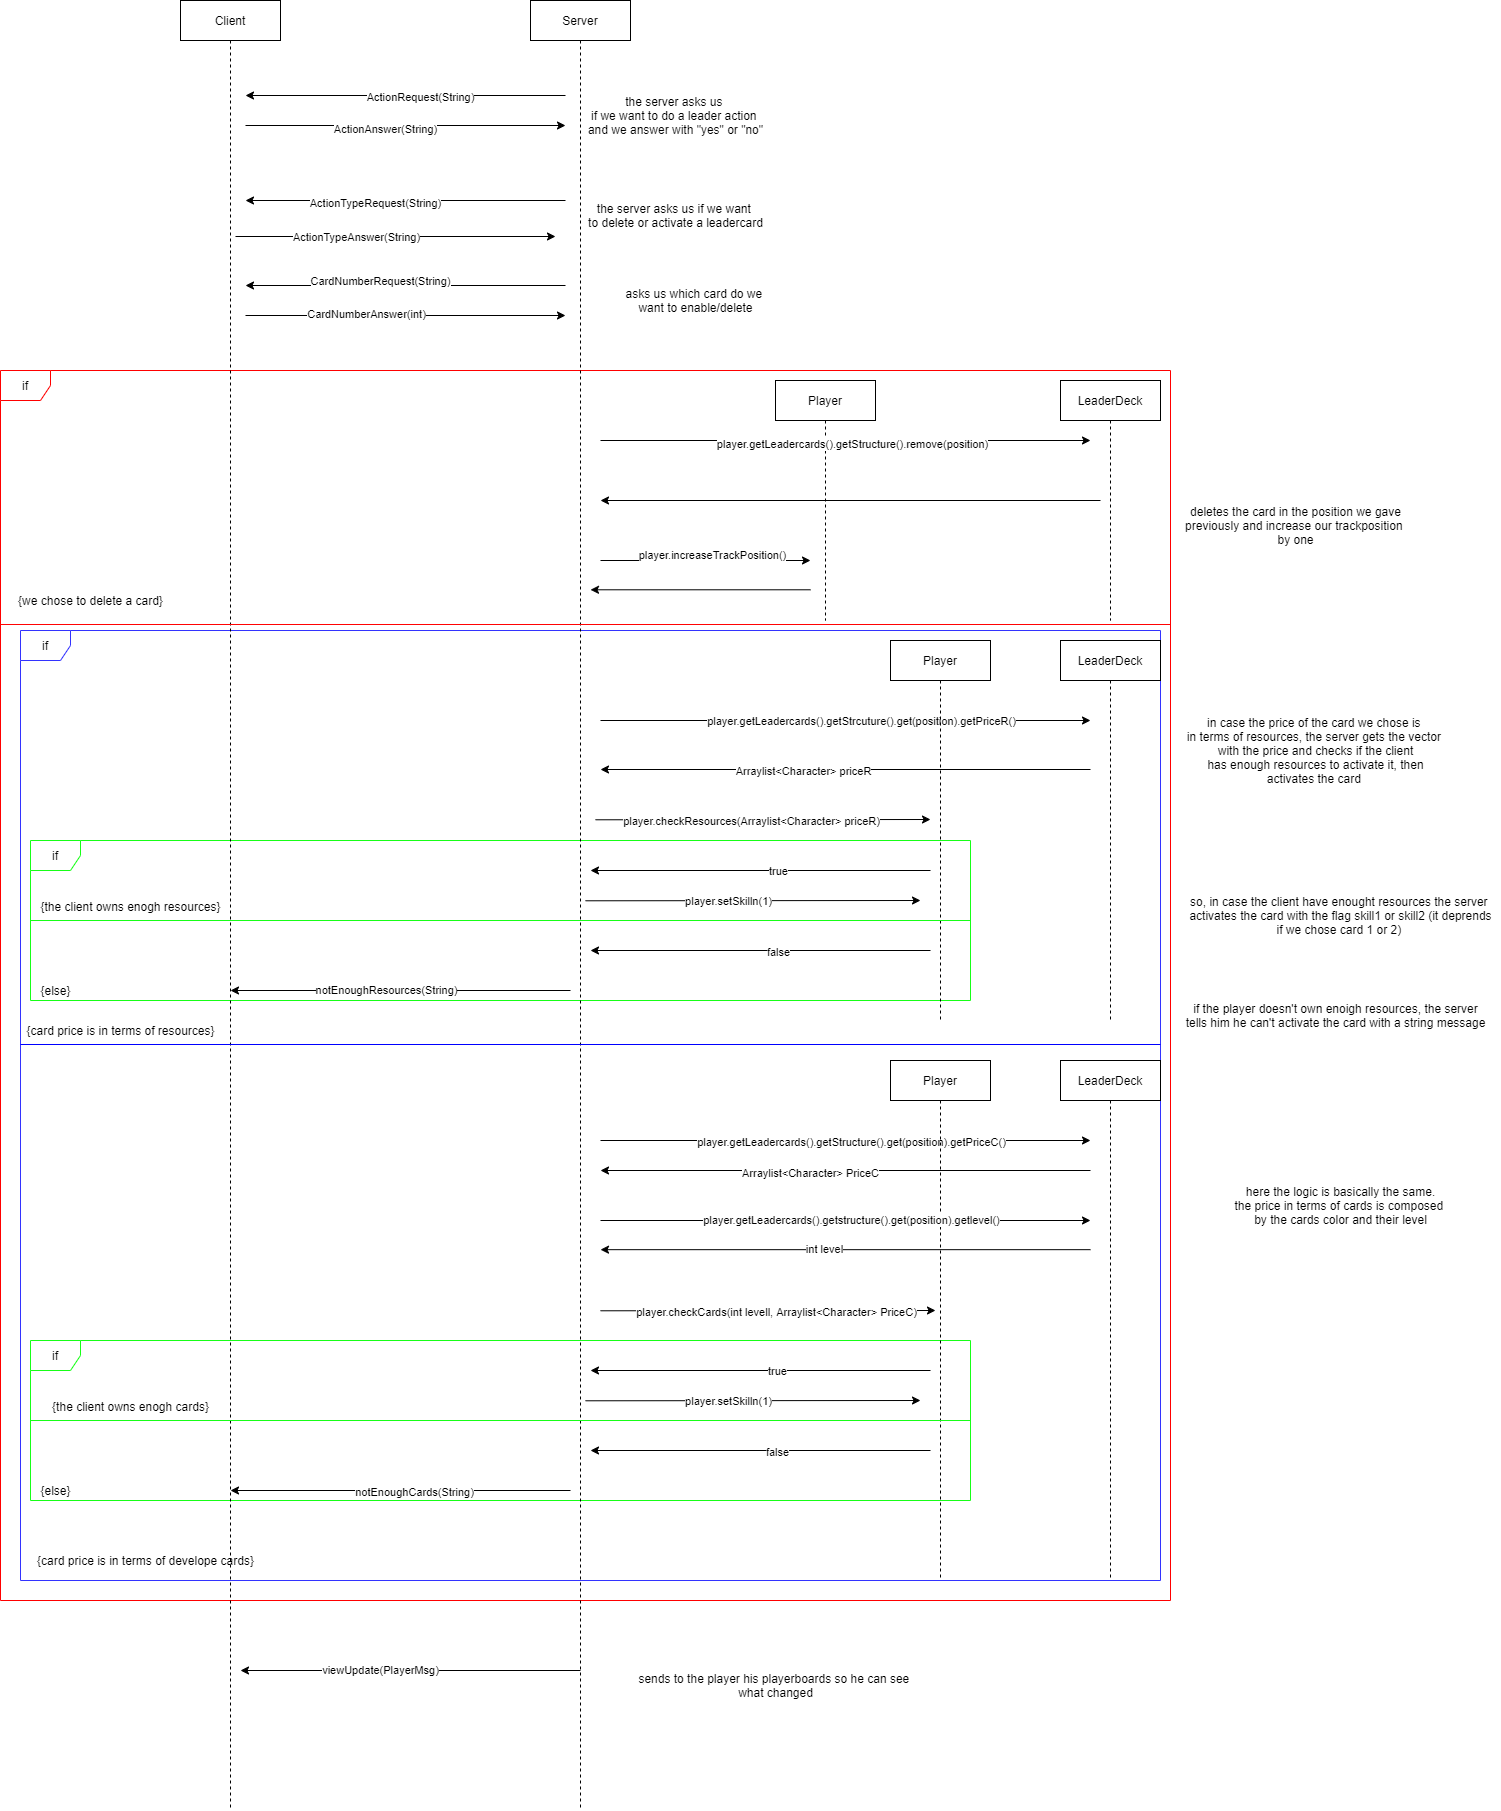 Client
Server
ActionRequest(String)
ActionAnswer(String)
the server asks us
if we want to do a leader action
and we answer with "yes" or "no"
ActionTypeRequest(String)
the server asks us if we want
to delete or activate a leadercard
ActionTypeAnswer(String)
CardNumberRequest(String)
asks us which card do we
want to enable/delete
CardNumberAnswer(int)
if
Player
LeaderDeck
player.getLeadercards().getStructure().remove(position)
deletes the card in the position we gave
previously and increase our trackposition
by one
player.increaseTrackPosition()
{we chose to delete a card}
if
Player
LeaderDeck
player.getLeadercards().getStrcuture().get(position).getPriceR()
in case the price of the card we chose is
in terms of resources, the server gets the vector
with the price and checks if the client
has enough resources to activate it, then
activates the card
Arraylist<Character> priceR
player.checkResources(Arraylist<Character> priceR)
if
true
{the client owns enogh resources}
player.setSkilln(1)
so, in case the client have enought resources the server
activates the card with the flag skill1 or skill2 (it deprends
if we chose card 1 or 2)
false
{else}
notEnoughResources(String)
if the player doesn't own enoigh resources, the server
tells him he can't activate the card with a string message
{card price is in terms of resources}
Player
LeaderDeck
player.getLeadercards().getStructure().get(position).getPriceC()
Arraylist<Character> PriceC
player.getLeadercards().getstructure().get(position).getlevel()
here the logic is basically the same.
the price in terms of cards is composed
by the cards color and their level
int level
player.checkCards(int levell, Arraylist<Character> PriceC)
if
true
{the client owns enogh cards}
player.setSkilln(1)
false
{else}
notEnoughCards(String)
{card price is in terms of develope cards}
viewUpdate(PlayerMsg)
sends to the player his playerboards so he can see
what changed